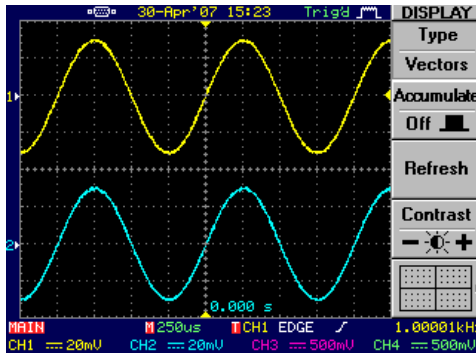 30-Apr'07 15:23 Trig'd
DISPLAY
Type
Vectors
Accumulate
Off
Refresh
Contrast
1
2
0.000 s
MAIN M 250us T CH1 EDGE 1.00001kH
CH1 20mV CH2 20mV CH3 500mV CH4 500mV